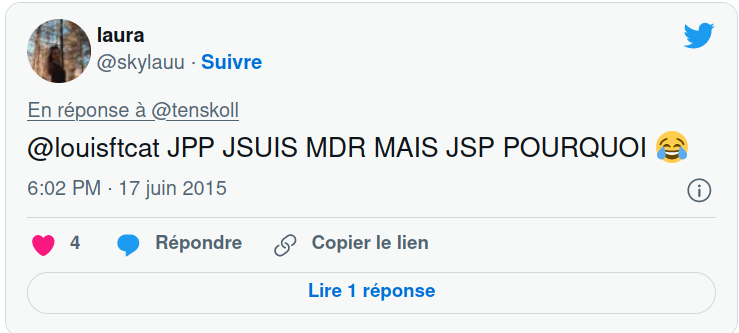 laura
@skylauu · Suivre
En réponse à @tenskoll
@louisftcat JPP JSUIS MDR MAIS JSP POURQUOI 😂
6:02 PM · 17 juin 2015
4 Répondre Copier le lien
Lire 1 réponse